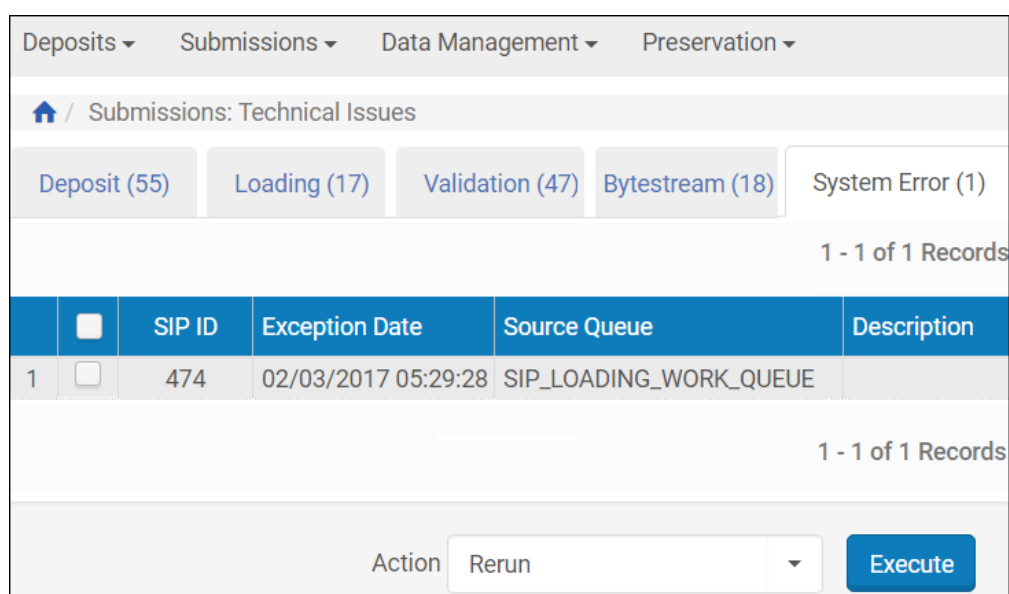 Deposits Submissions Data Management Preservation
/ Submissions: Technical Issues
Deposit (55) Loading (17) Validation (47) Bytestream (18) System Error (1)
1 - 1 of 1 Records
SIP ID Exception Date Source Queue Description
1 474 02/03/2017 05:29:28 SIP_LOADING_WORK_QUEUE
1 - 1 of 1 Records
Action Rerun Execute